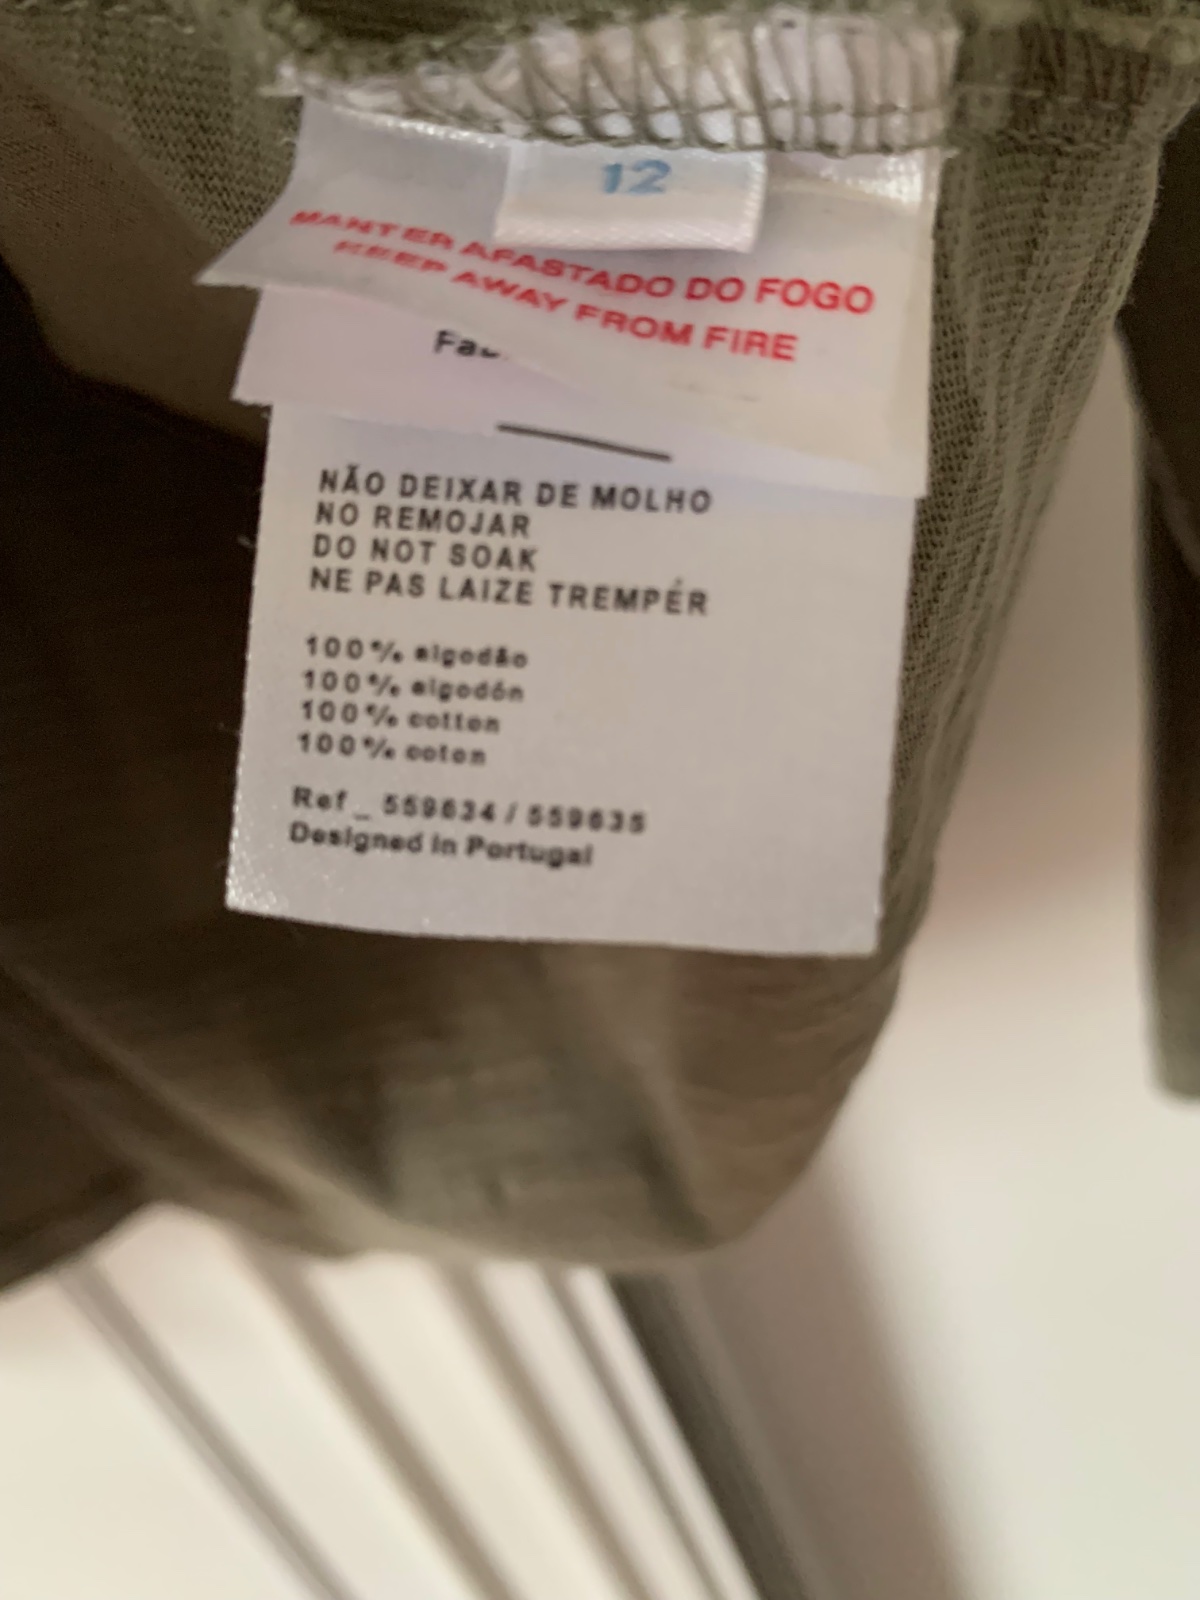 12
MANTER AFASTADO DO FOGO
KEEP AWAY FROM FIRE
NÃO DEIXAR DE MOLHO
NO REMOJAR
DO NOT SOAK
NE PAS LAIZE TREMPÉR
100% algodão
100% algodón
100% cotton
100% coton
Ref_ 559634 / 559635
Designed in Portugal